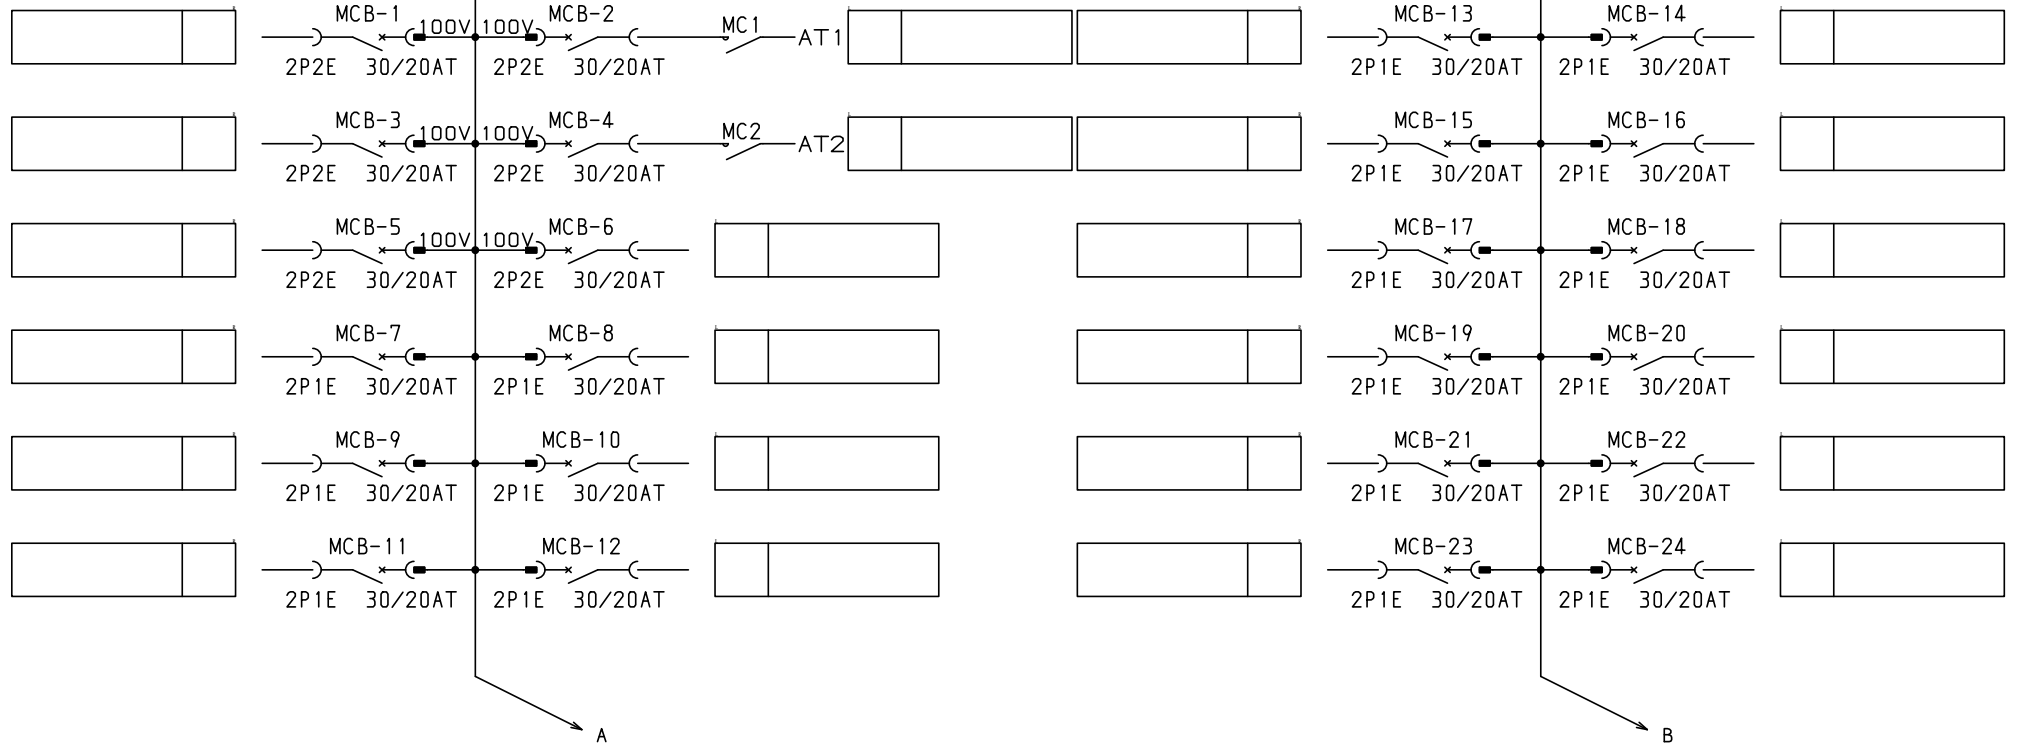 MCB-1 MCB-2 MCB-13 MCB-14
100V 100V MC1 AT1
2P2E 30/20AT 2P2E 30/20AT 2P1E 30/20AT 2P1E 30/20AT
MCB-3 MCB-4 MCB-15 MCB-16
100V 100V MC2 AT2
2P2E 30/20AT 2P2E 30/20AT 2P1E 30/20AT 2P1E 30/20AT
MCB-5 MCB-6 MCB-17 MCB-18
100V 100V
2P2E 30/20AT 2P2E 30/20AT 2P1E 30/20AT 2P1E 30/20AT
MCB-7 MCB-8 MCB-19 MCB-20
2P1E 30/20AT 2P1E 30/20AT 2P1E 30/20AT 2P1E 30/20AT
MCB-9 MCB-10 MCB-21 MCB-22
2P1E 30/20AT 2P1E 30/20AT 2P1E 30/20AT 2P1E 30/20AT
MCB-11 MCB-12 MCB-23 MCB-24
2P1E 30/20AT 2P1E 30/20AT 2P1E 30/20AT 2P1E 30/20AT
A B